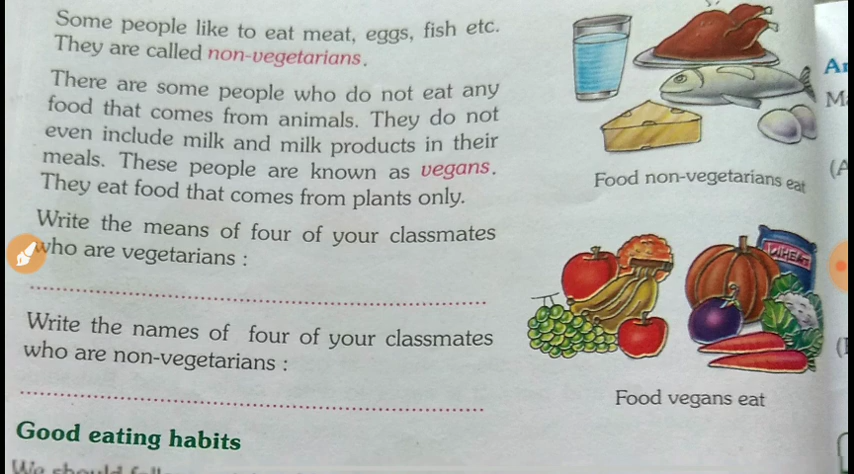 Some people like to eat meat, eggs, fish etc.
They are called non-vegetarians.
There are some people who do not eat any
food that comes from animals. They do not
even include milk and milk products in their
meals. These people are known as vegans.
They eat food that comes from plants only.
Write the means of four of your classmates
who are vegetarians :
Write the names of four of your classmates
who are non-vegetarians :
Good eating habits
We should
Food non-vegetarians eat
Food vegans eat